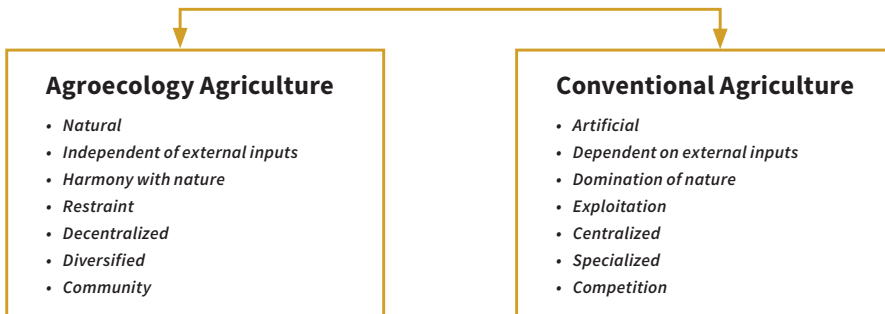 Agroecology Agriculture
• Natural
• Independent of external inputs
• Harmony with nature
• Restraint
• Decentralized
• Diversified
• Community
Conventional Agriculture
• Artificial
• Dependent on external inputs
• Domination of nature
• Exploitation
• Centralized
• Specialized
• Competition